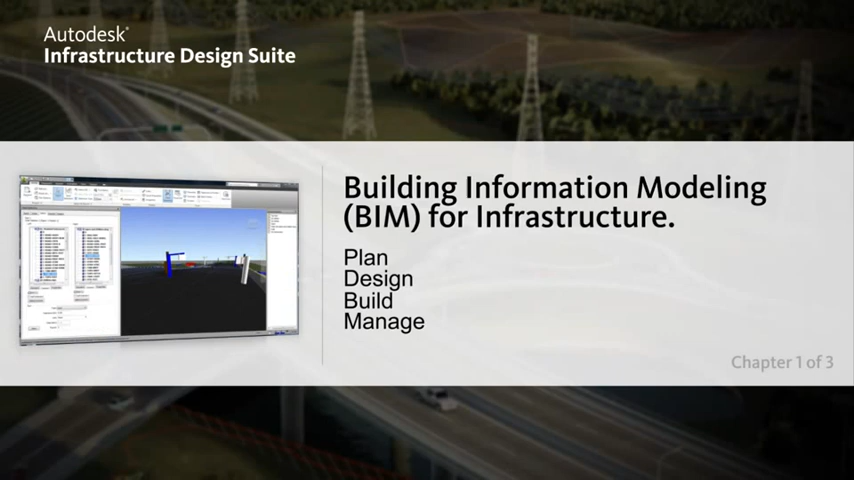 Autodesk®
Infrastructure Design Suite
Building Information Modeling
(BIM) for Infrastructure.
Plan
Design
Build
Manage
Chapter 1 of 3